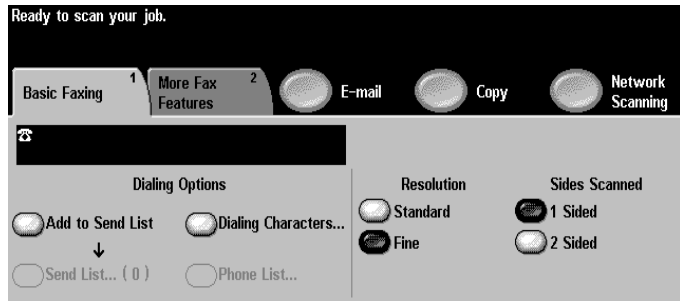 Ready to scan your job.
Basic Faxing 1
More Fax Features 2
E-mail
Copy
Network Scanning
☎
Dialing Options
Add to Send List
Dialing Characters...
↓
Send List... ( 0 )
Phone List...
Resolution
Standard
Fine
Sides Scanned
1 Sided
2 Sided